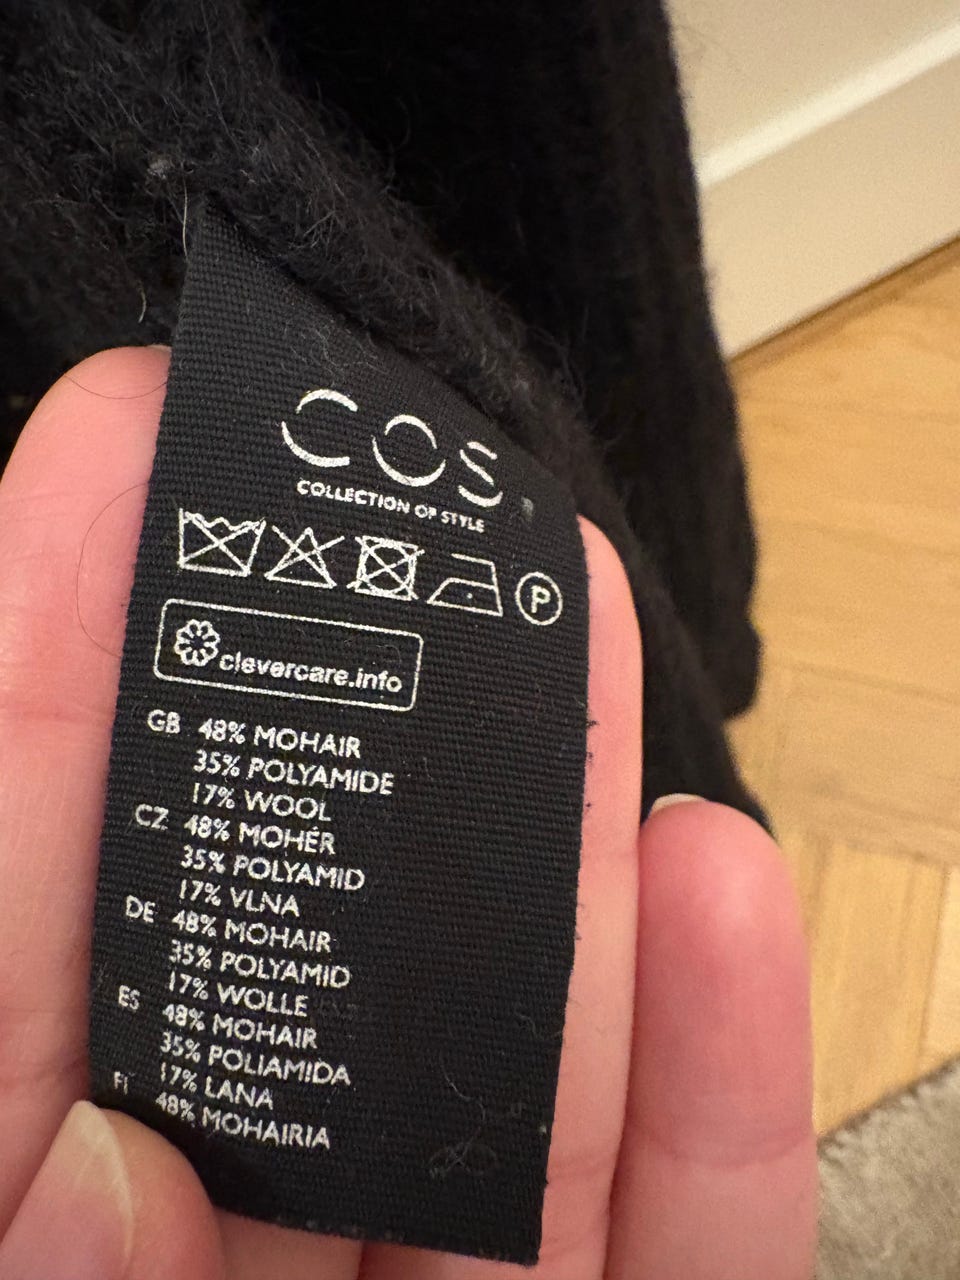 COS
COLLECTION OF STYLE
P
clevercare.info
GB 48% MOHAIR
35% POLYAMIDE
17% WOOL
CZ 48% MOHÉR
35% POLYAMID
17% VLNA
DE 48% MOHAIR
35% POLYAMID
17% WOLLE
ES 48% MOHAIR
35% POLIAMIDA
17% LANA
FI 48% MOHAIRIA